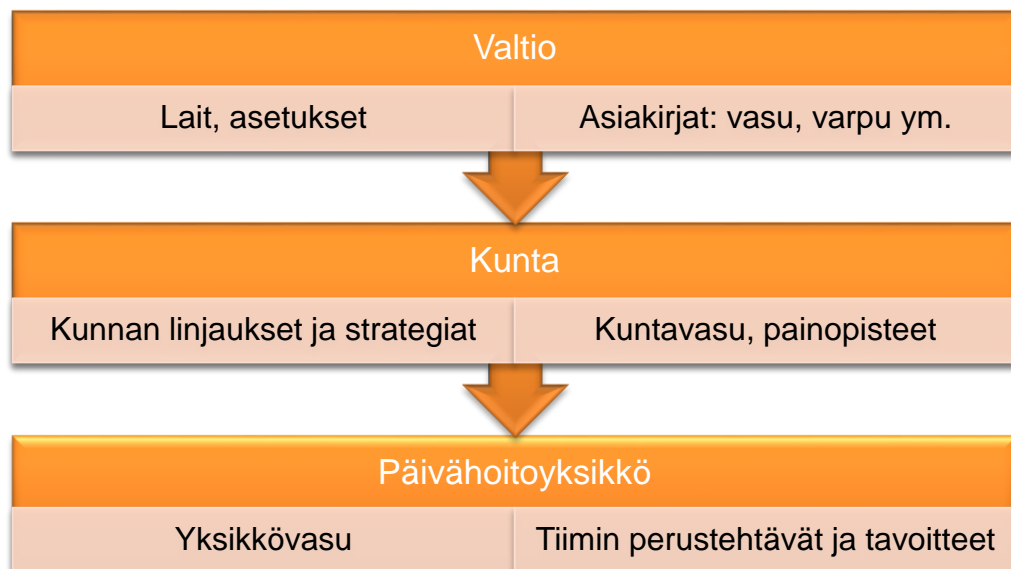 Valtio
Lait, asetukset
Asiakirjat: vasu, varpu ym.
Kunta
Kunnan linjaukset ja strategiat
Kuntavasu, painopisteet
Päivähoitoyksikkö
Yksikkövasu
Tiimin perustehtävät ja tavoitteet